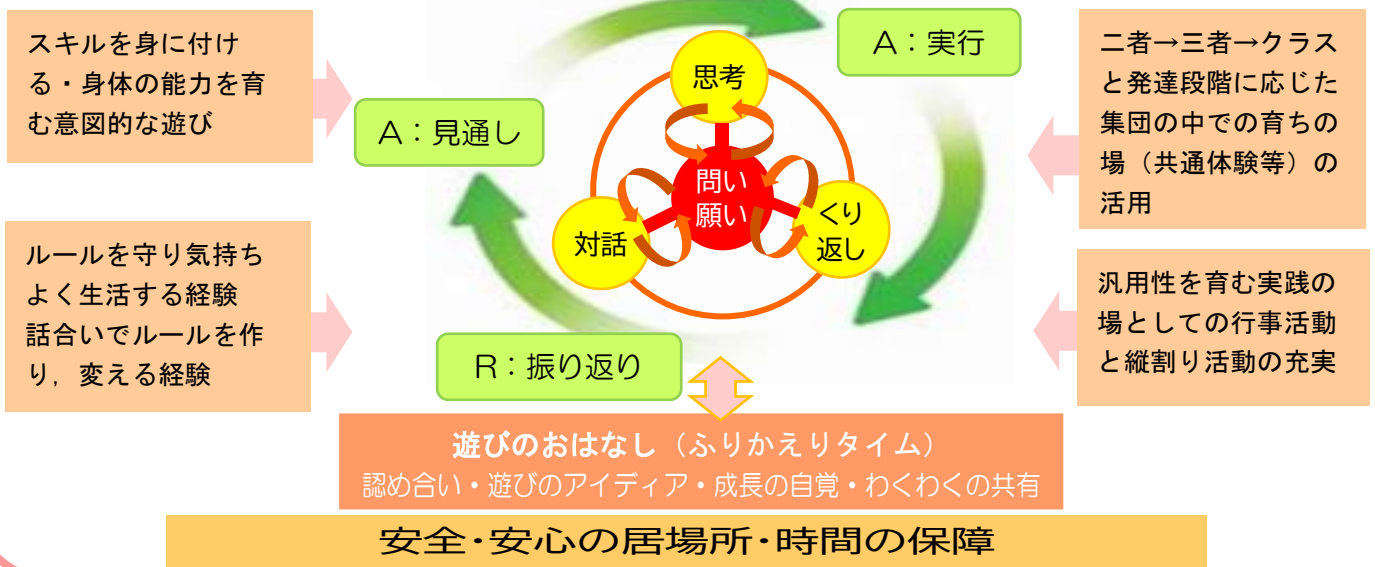 スキルを身に付け
る・身体の能力を育
む意図的な遊び
ルールを守り気持ち
よく生活する経験
話合いでルールを作
り，変える経験
A：見通し
A：実行
R：振り返り
思考
問い
願い
対話
くり
返し
二者→三者→クラス
と発達段階に応じた
集団の中での育ちの
場（共通体験等）の
活用
汎用性を育む実践の
場としての行事活動
と縦割り活動の充実
遊びのおはなし（ふりかえりタイム）
認め合い・遊びのアイディア・成長の自覚・わくわくの共有
安全・安心の居場所・時間の保障